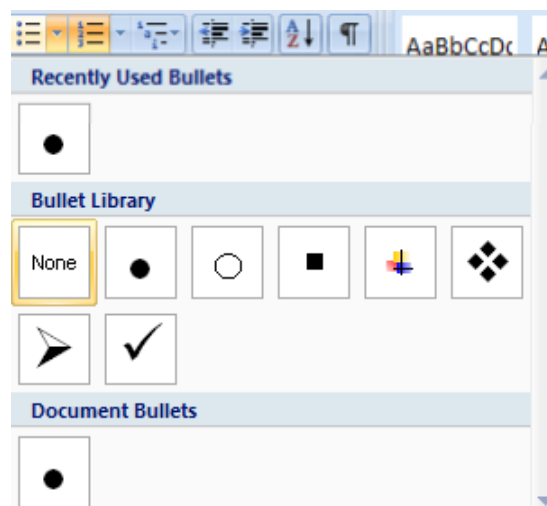 AaBbCcDc A
Recently Used Bullets
Bullet Library
None
Document Bullets